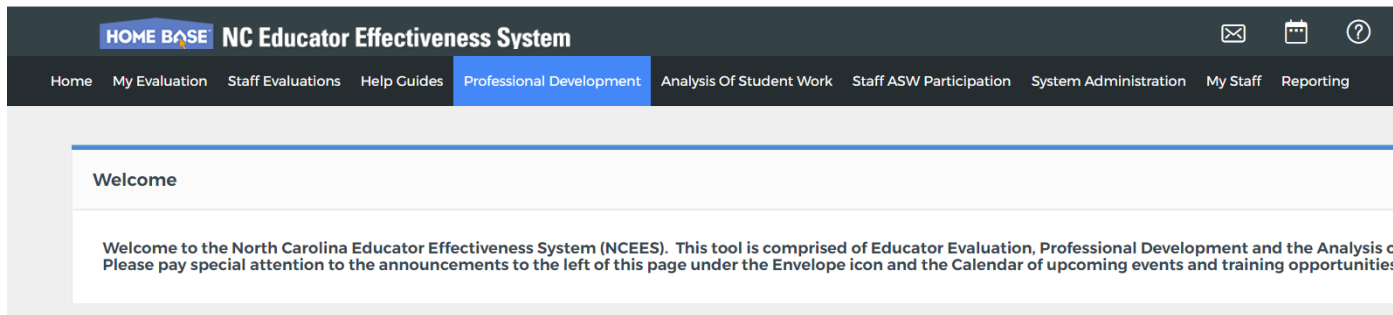 HOME BASE NC Educator Effectiveness System
Home My Evaluation Staff Evaluations Help Guides Professional Development Analysis Of Student Work Staff ASW Participation System Administration My Staff Reporting
Welcome
Welcome to the North Carolina Educator Effectiveness System (NCEES). This tool is comprised of Educator Evaluation, Professional Development and the Analysis
Please pay special attention to the announcements to the left of this page under the Envelope icon and the Calendar of upcoming events and training opportunities